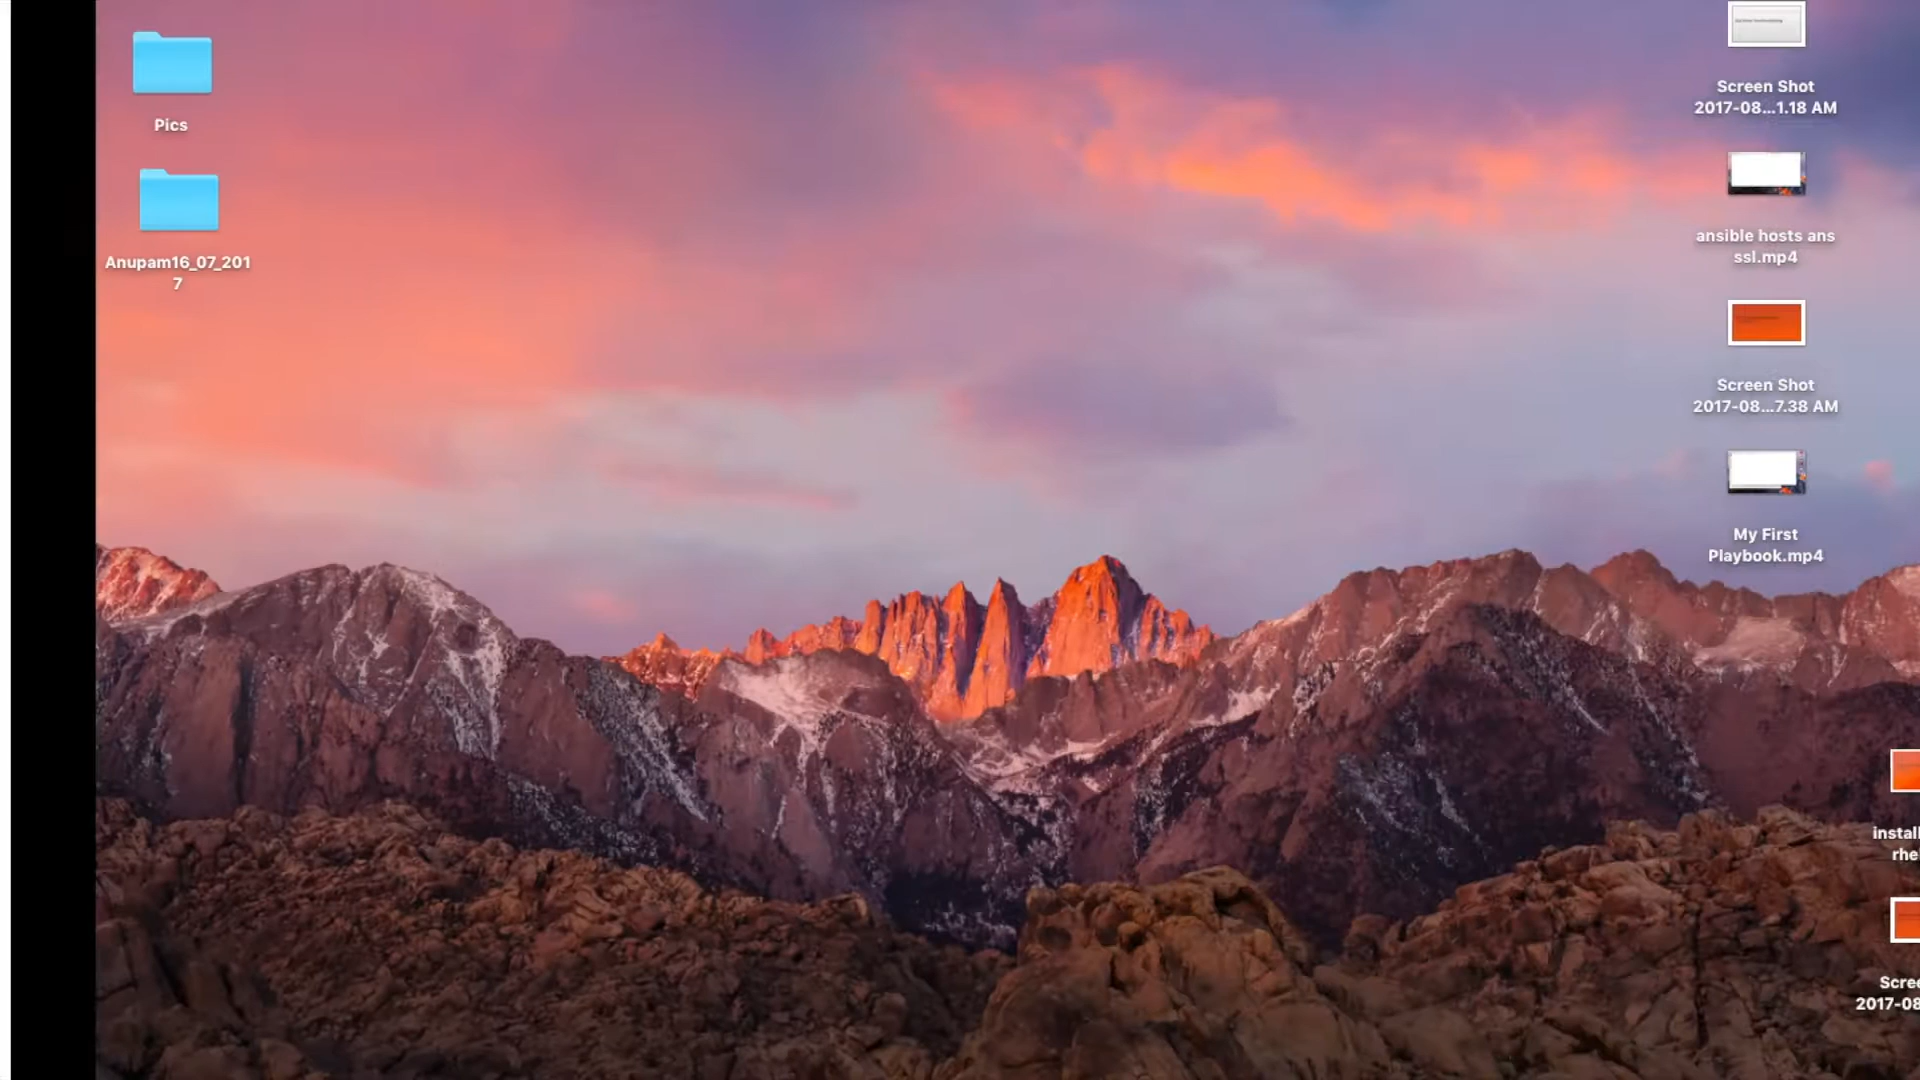 Pics
Anupam16_07_201
7
Screen Shot
2017-08...1.18 AM
ansible hosts ans
ssl.mp4
Screen Shot
2017-08...7.38 AM
My First
Playbook.mp4
install
rhe
Scree
2017-08